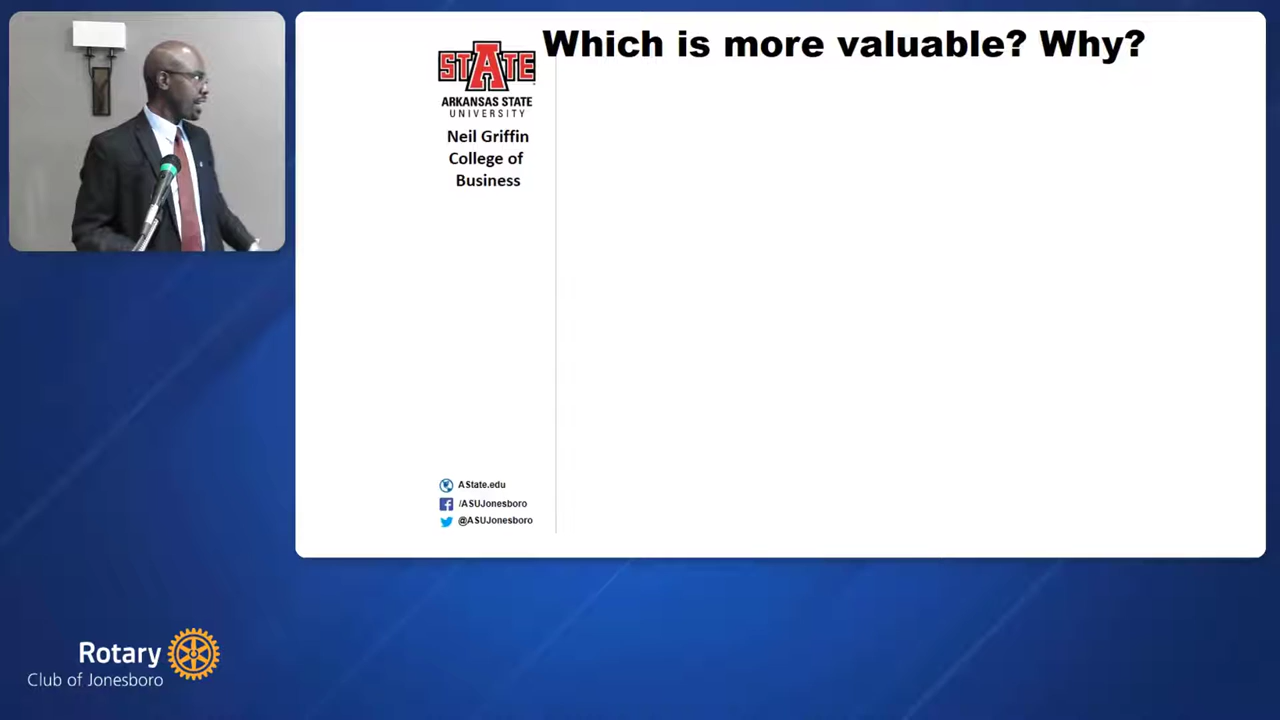 Which is more valuable? Why?
STATE
ARKANSAS STATE
UNIVERSITY
Neil Griffin
College of
Business
AState.edu
/ASUJonesboro
@ASUJonesboro
Rotary
Club of Jonesboro